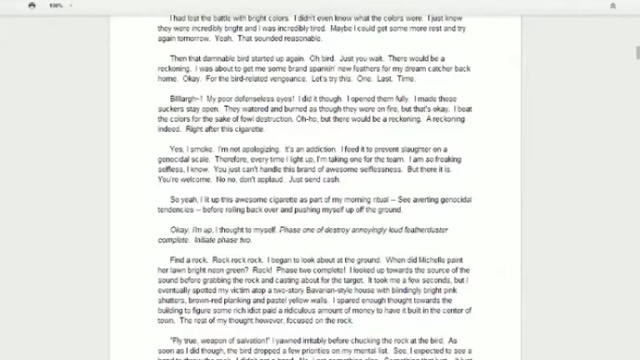 100%
I had lost the battle with bright colors. I didn't even know what the colors were. I just knew
they were incredibly bright and I was incredibly tired. Maybe I could get some more rest and try
again tomorrow. Yeah. That sounded reasonable.
Then that damnable bird started up again. Oh bird. Just you wait. There would be a
reckoning. I was about to get me some brand spankin' new feathers for my dream catcher back
home. Okay. For the bird-related vengeance. Let's try this. One. Last. Time.
Blllargh~! My poor defenseless eyes! I did it though. I opened them fully. I made those
suckers stay open. They watered and burned as though they were on fire, but that's okay. I beat
the colors for the sake of fowl destruction. Oh-ho, but there would be a reckoning. A reckoning
indeed. Right after this cigarette.
Yes, I smoke. I'm not apologizing. It's an addiction. I feed it to prevent slaughter on a
genocidal scale. Therefore, every time I light up, I'm taking one for the team. I am so freaking
selfless, I know. You just can't handle this brand of awesome selflessness. But there it is.
You're welcome. No no, don't applaud. Just send cash.
So yeah, I lit up this awesome cigarette as part of my morning ritual -- See averting genocidal
tendencies -- before rolling back over and pushing myself up off the ground.
Okay, I'm up, I thought to myself. Phase one of destroy annoyingly loud featherduster
complete. Initiate phase two.
Find a rock. Rock rock rock. I began to look about at the ground. When did Michelle paint
her lawn bright neon green? Rock! Phase two complete! I looked up towards the source of the
sound before grabbing the rock and casting about for the target. It took me a few seconds, but I
eventually spotted my victim atop a two-story Bavarian-style house with blindingly bright pink
shutters, brown-red planking and pastel yellow walls. I spared enough thought towards the
building to figure some rich idiot paid a ridiculous amount of money to have it built in the center of
town. The rest of my thought however, focused on the rock.
"Fly true, weapon of salvation!" I yawned irritably before chucking the rock at the bird. As
soon as I did though, the bird dropped a few priorities on my mental list. See, I expected to see a